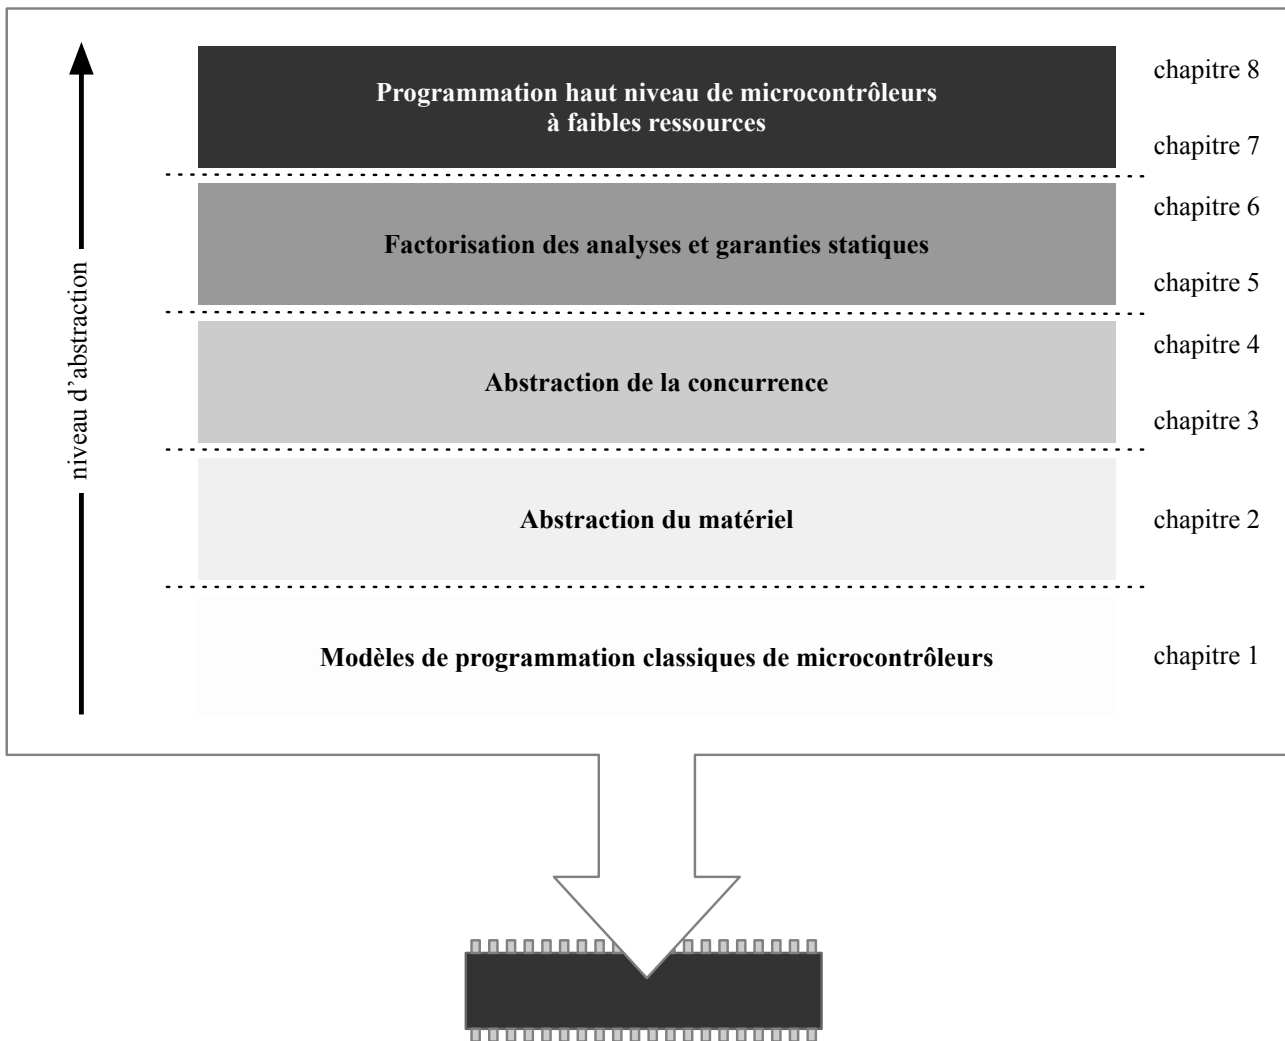 chapitre 8
Programmation haut niveau de microcontrôleurs
à faibles ressources
chapitre 7
chapitre 6
Factorisation des analyses et garanties statiques
chapitre 5
chapitre 4
Abstraction de la concurrence
chapitre 3
Abstraction du matériel
chapitre 2
Modèles de programmation classiques de microcontrôleurs
chapitre 1
niveau d’abstraction